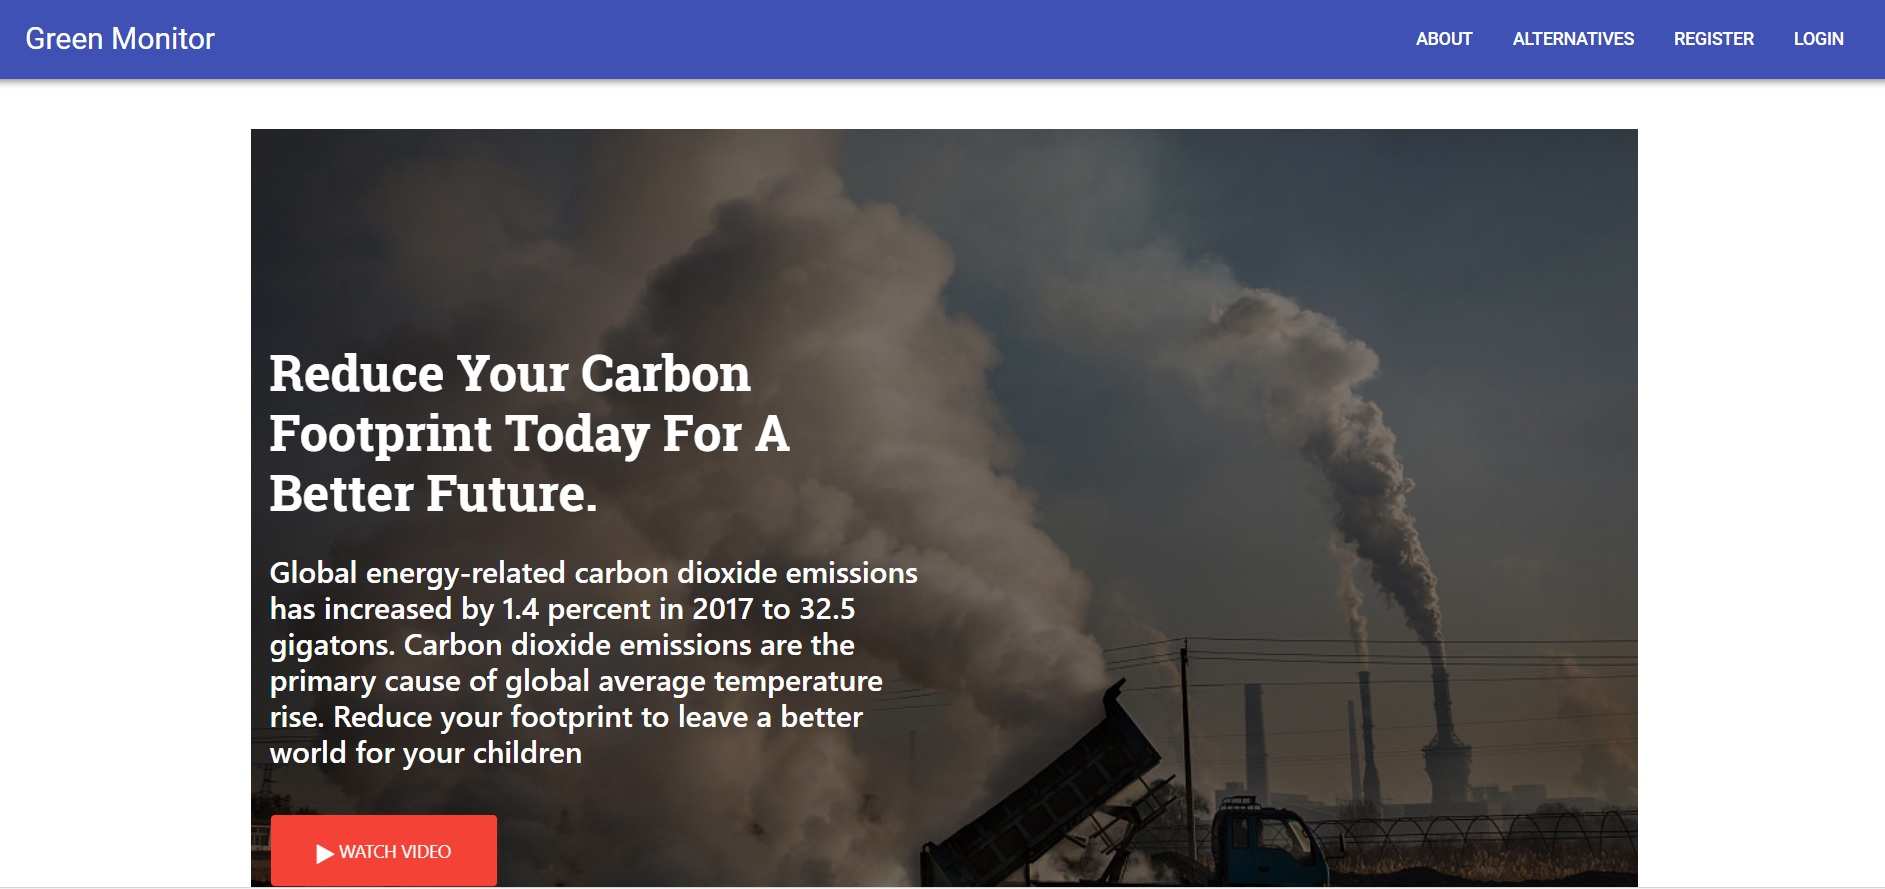 Green Monitor
ABOUT
ALTERNATIVES
REGISTER
LOGIN
Reduce Your Carbon
Footprint Today For A
Better Future.
Global energy-related carbon dioxide emissions
has increased by 1.4 percent in 2017 to 32.5
gigatons. Carbon dioxide emissions are the
primary cause of global average temperature
rise. Reduce your footprint to leave a better
world for your children
WATCH VIDEO